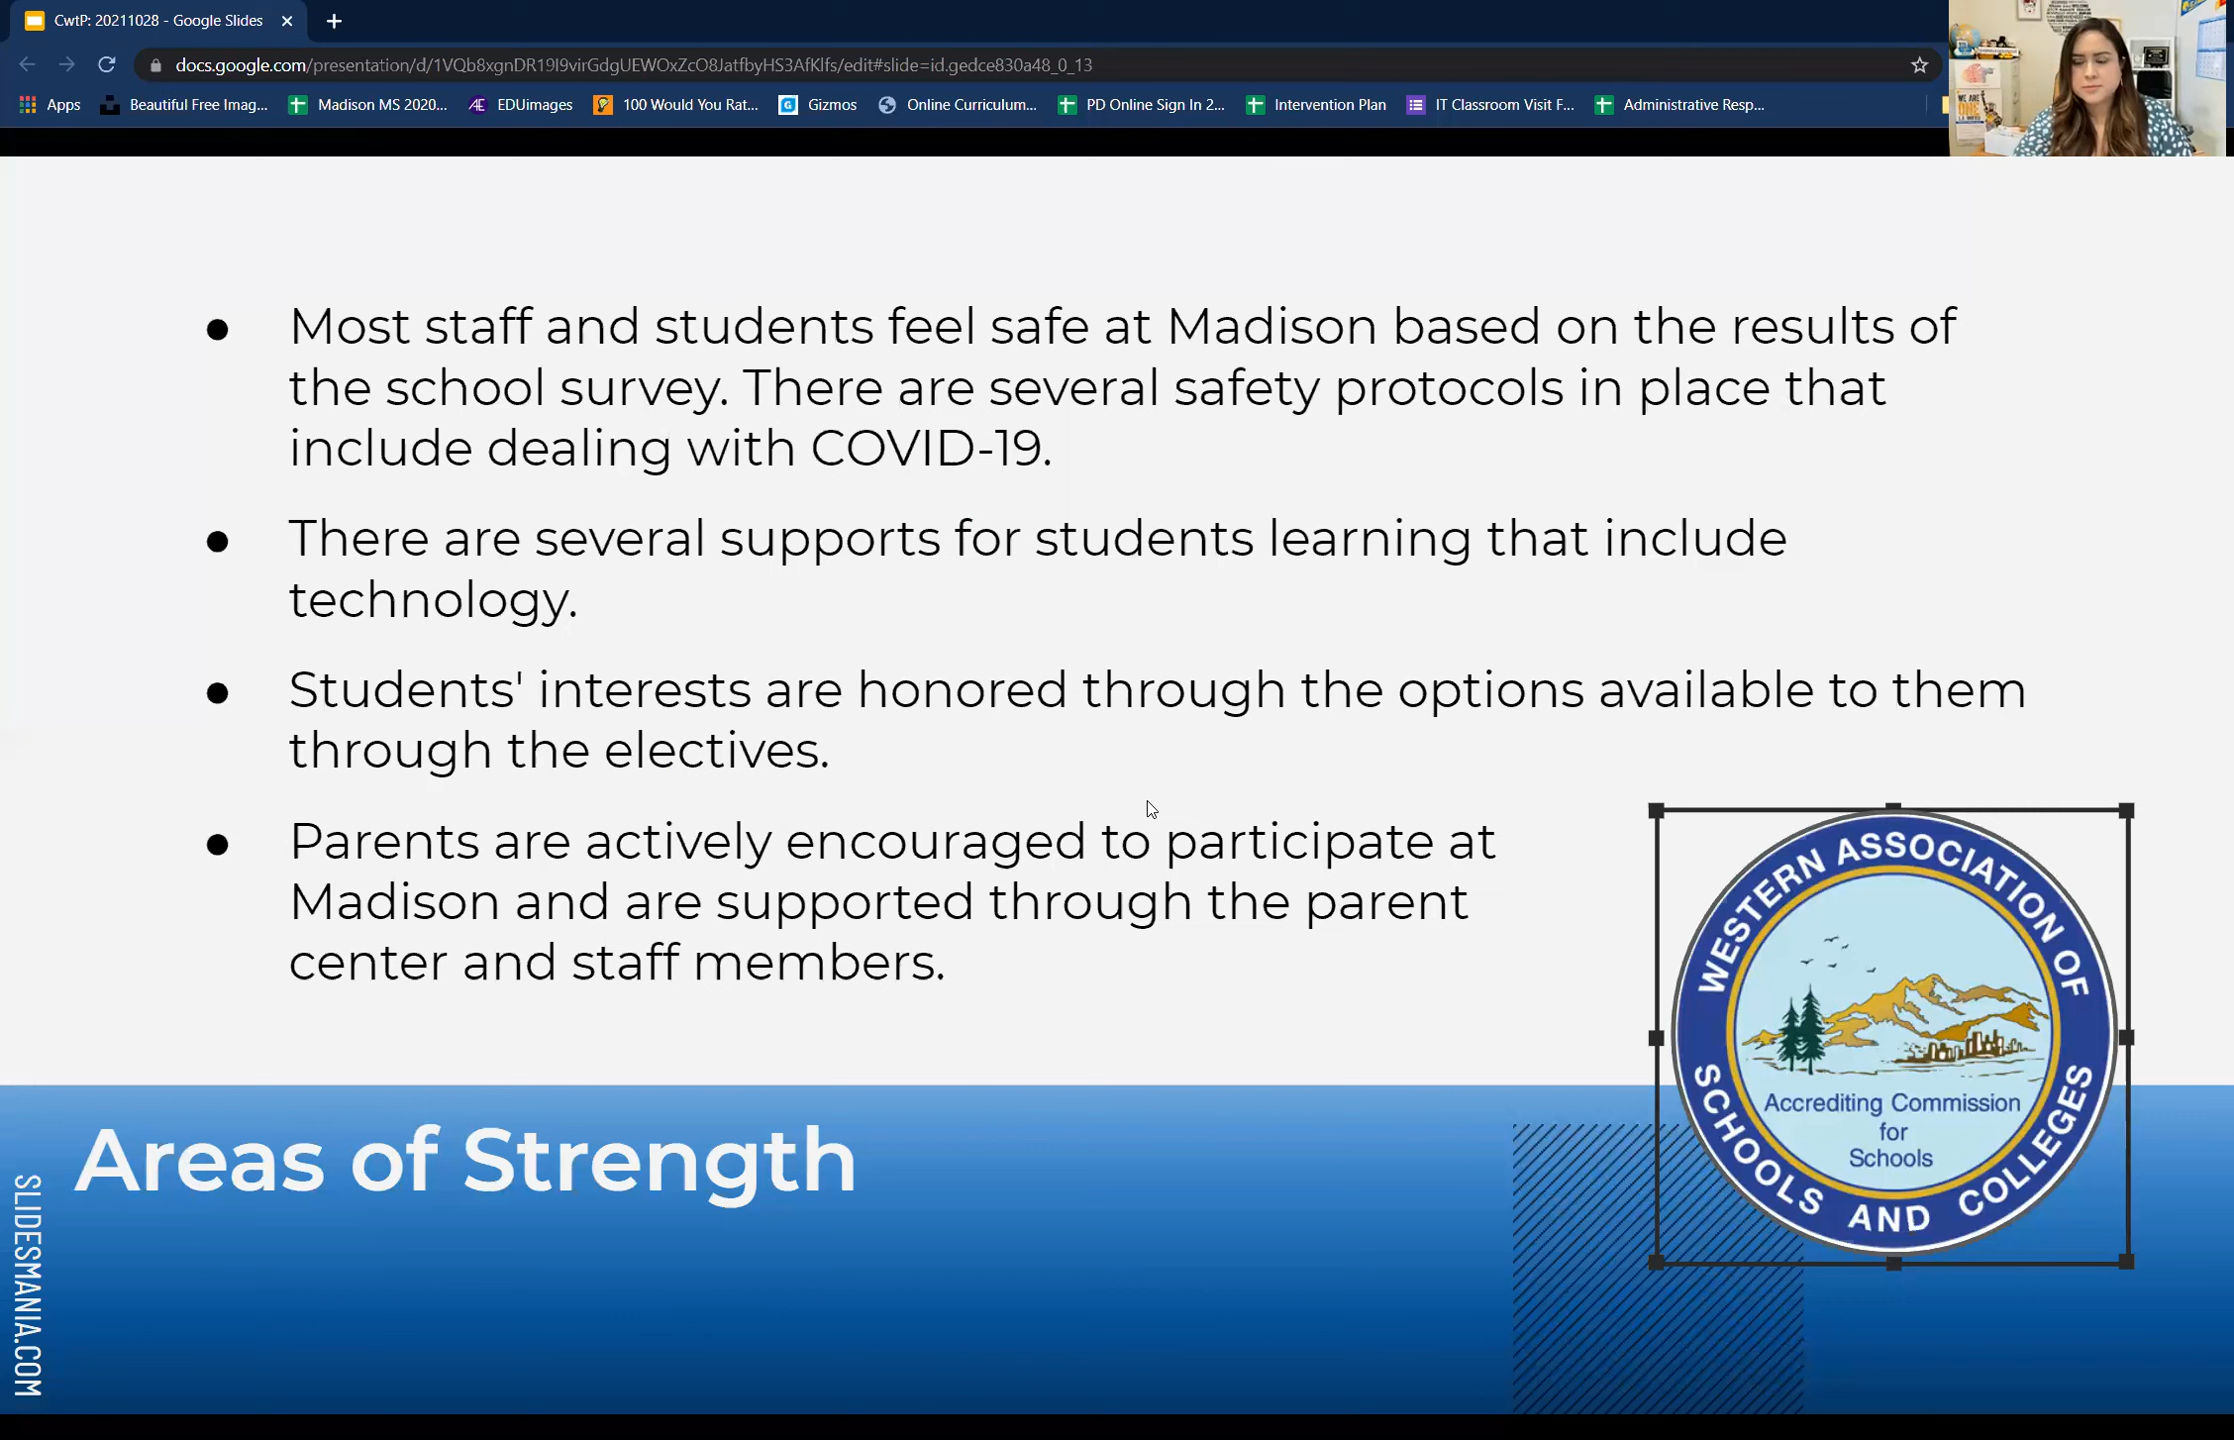 CwtP: 20211028 - Google Slides
docs.google.com/presentation/d/1VQb8xgnDR19I9virGdgUEWOxZcO8JatfbyHS3AfKlfs/edit#slide=id.gedce830a48_0_13
Apps Beautiful Free Imag... Madison MS 2020... EDUimages 100 Would You Rat... Gizmos Online Curriculum... PD Online Sign In 2... Intervention Plan IT Classroom Visit F... Administrative Resp...
WE ARE
ONE
● Most staff and students feel safe at Madison based on the results of
the school survey. There are several safety protocols in place that
include dealing with COVID-19.
● There are several supports for students learning that include
technology.
● Students' interests are honored through the options available to them
through the electives.
● Parents are actively encouraged to participate at
Madison and are supported through the parent
center and staff members.
WESTERN ASSOCIATION OF
SCHOOLS AND COLLEGES
Accrediting Commission
for
Schools
Areas of Strength
SLIDESMANIA.COM